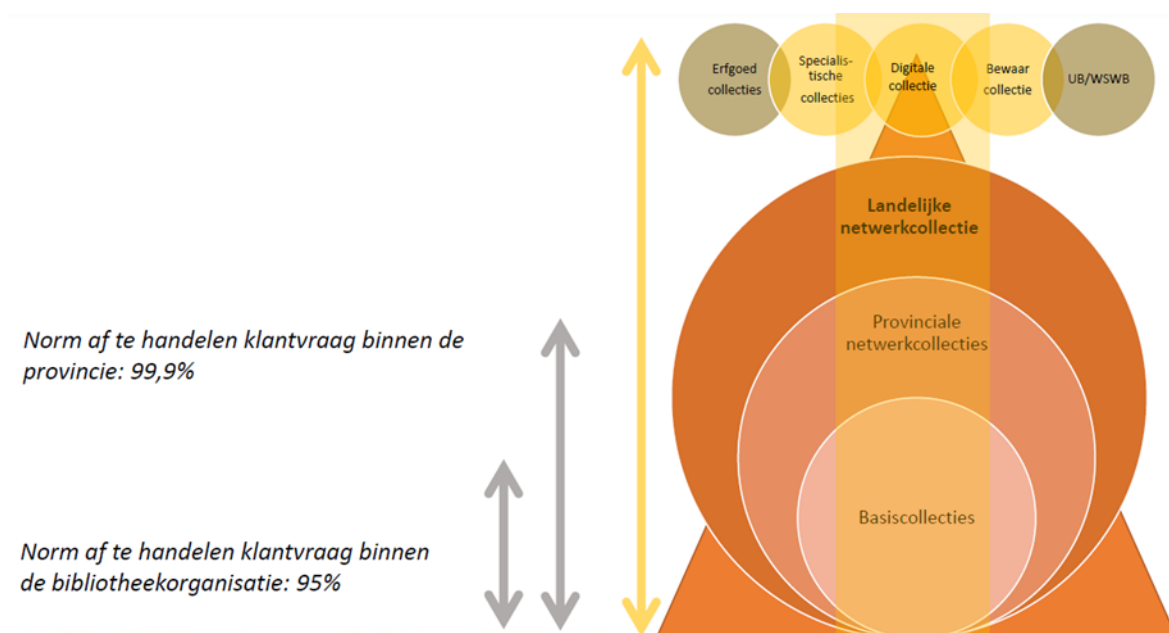 Erfgoed
collecties
Specialis-
tische
collecties
Digitale
collectie
Bewaar
collectie
UB/WSWB
Landelijke
netwerkcollectie
Provinciale
netwerkcollecties
Basiscollecties
Norm af te handelen klantvraag binnen de
provincie: 99,9%
Norm af te handelen klantvraag binnen
de bibliotheekorganisatie: 95%